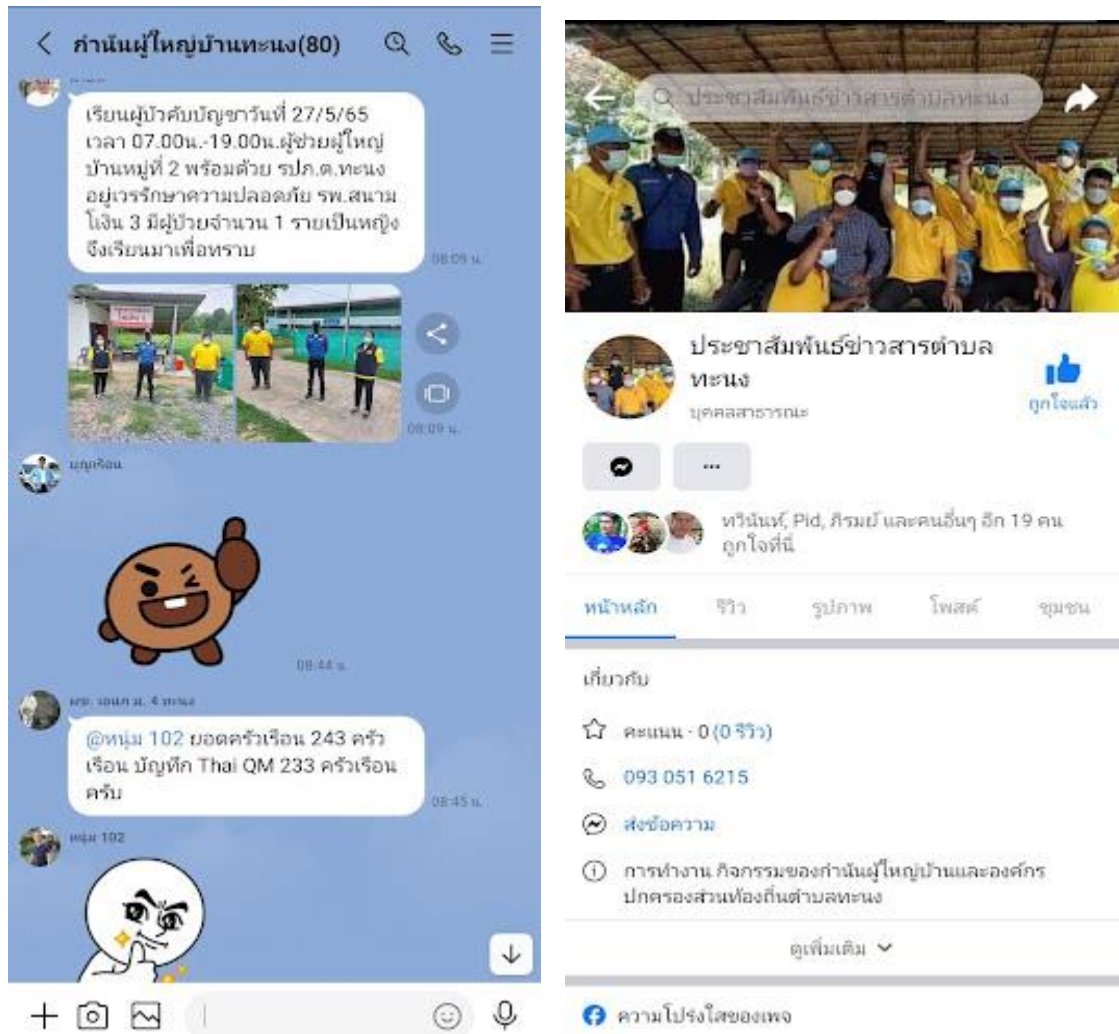 กำนันผู้ใหญ่บ้านทะนง(80)
เรียนผู้บัวคับบัญชาวันที่ 27/5/65
เวลา 07.00น.-19.00น.ผู้ช่วยผู้ใหญ่
บ้านหมู่ที่ 2 พร้อมด้วย รปภ.ต.ทะนง
อยู่เวรรักษาความปลอดภัย รพ.สนาม
โเงิน 3 มีผู้ป่วยจำนวน 1 รายเป็นหญิง
จึงเรียนมาเพื่อทราบ
08:09 น.
08:09 น.
บุญเรือน
08:44 น.
ผช. เอนก ม. 4 ทะนง
@หนุ่ม 102 ยอดครัวเรือน 243 ครัว
เรือน บัญทึก Thai QM 233 ครัวเรือน
ครับ
08:45 น.
หนุ่ม 102
ประชาสัมพันธ์ข่าวสารตำบลทะนง
ประชาสัมพันธ์ข่าวสารตำบล
ทะนง
บุคคลสาธารณะ
ถูกใจแล้ว
ทวินันท์, Pid, ภิรมย์ และคนอื่นๆ อีก 19 คน
ถูกใจที่นี่
หน้าหลัก รีวิว รูปภาพ โพสต์ ชุมชน
เกี่ยวกับ
คะแนน · 0 (0 รีวิว)
093 051 6215
ส่งข้อความ
การทำงาน กิจกรรมของกำนันผู้ใหญ่บ้านและองค์กร
ปกครองส่วนท้องถิ่นตำบลทะนง
ดูเพิ่มเติม
ความโปร่งใสของเพจ